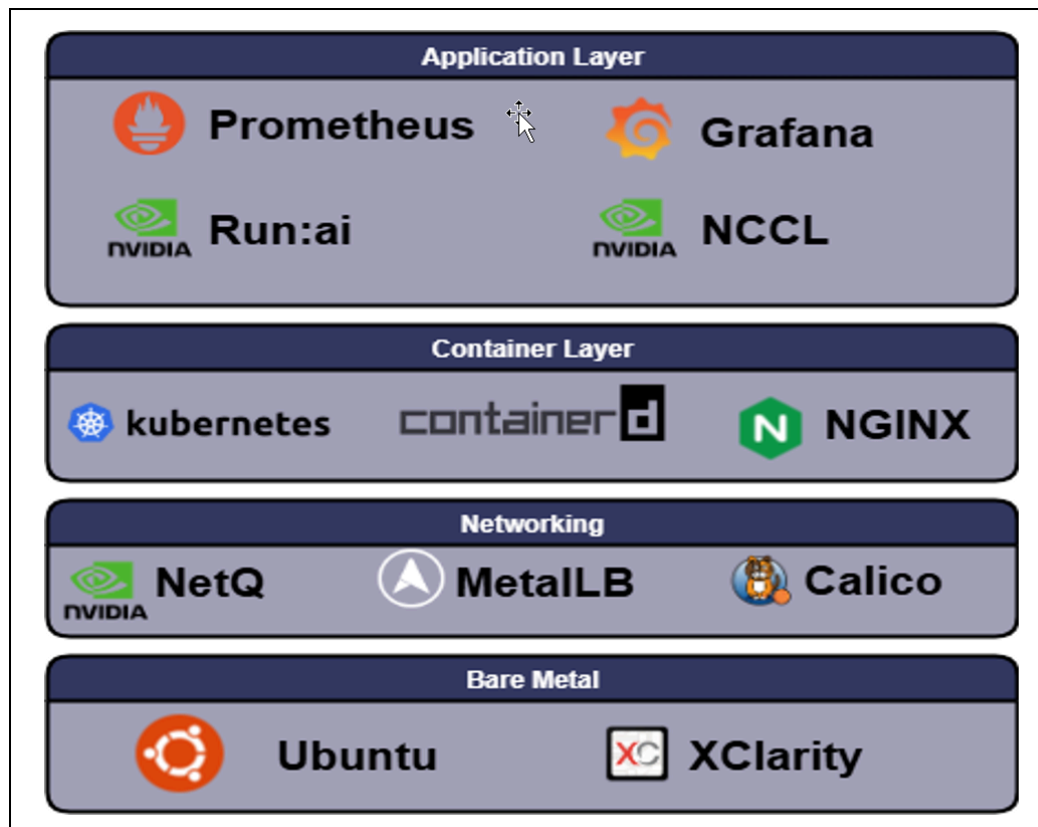 Application Layer
Prometheus
Grafana
NVIDIA Run:ai
NVIDIA NCCL
Container Layer
kubernetes
containerd
N NGINX
Networking
NVIDIA NetQ
MetalLB
Calico
Bare Metal
Ubuntu
XC XClarity